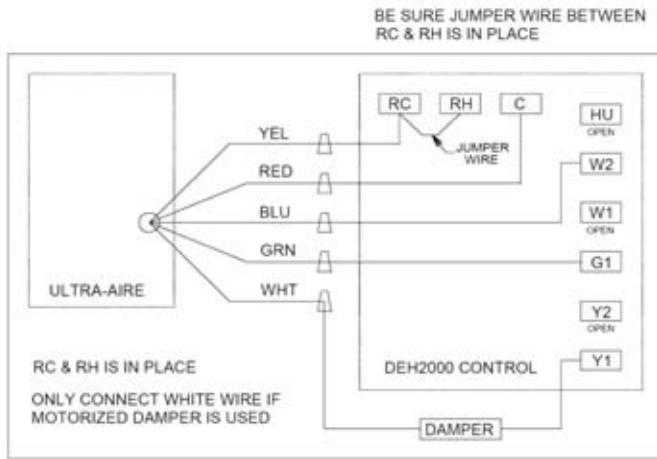 BE SURE JUMPER WIRE BETWEEN
RC & RH IS IN PLACE
RC RH C
HU
OPEN
YEL
JUMPER
WIRE
W2
RED
BLU
W1
OPEN
GRN
G1
ULTRA-AIRE
WHT
Y2
OPEN
RC & RH IS IN PLACE
DEH2000 CONTROL
Y1
ONLY CONNECT WHITE WIRE IF
MOTORIZED DAMPER IS USED
DAMPER